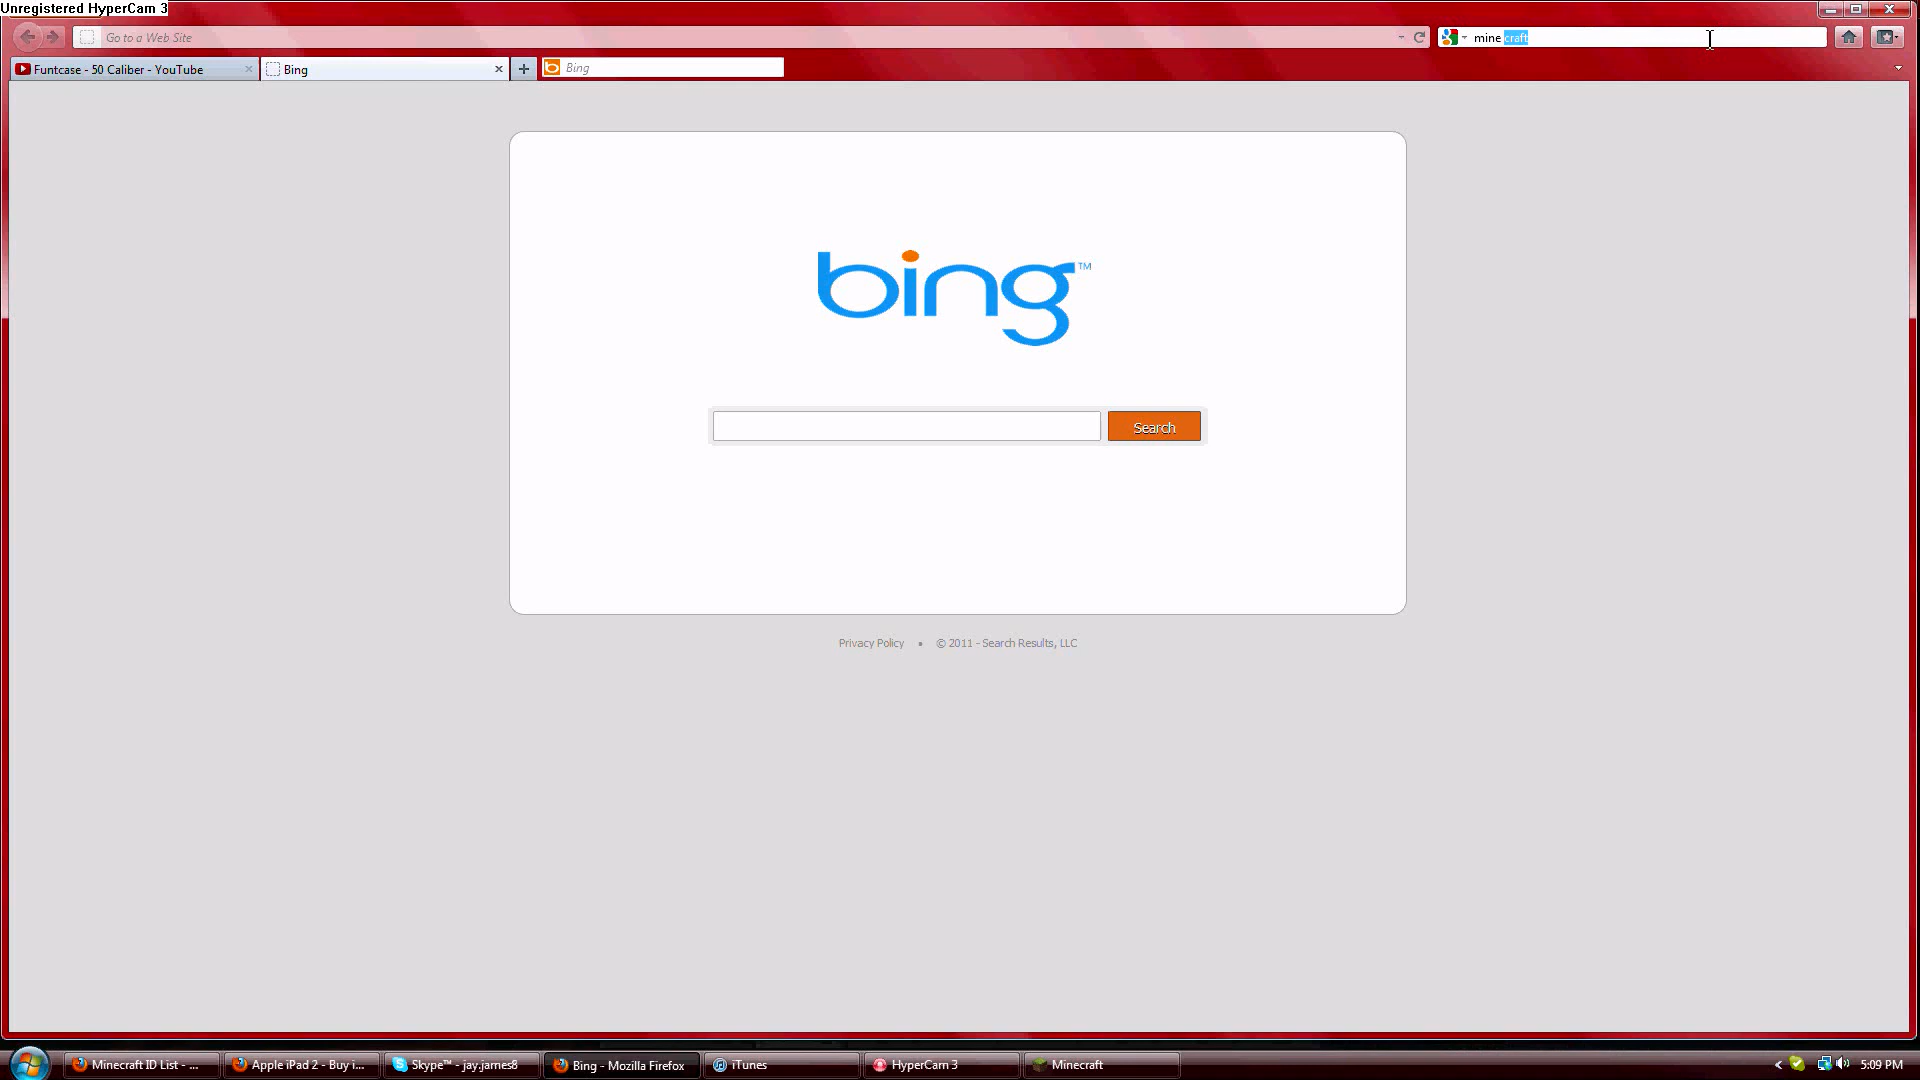 Unregistered HyperCam 3
Go to a Web Site
mine craft
Funtcase - 50 Caliber - YouTube
Bing
Bing
bing™
Search
Privacy Policy • © 2011 - Search Results, LLC
Minecraft ID List - ...
Apple iPad 2 - Buy i...
Skype™ - jay.james8
Bing - Mozilla Firefox
iTunes
HyperCam 3
Minecraft
5:09 PM